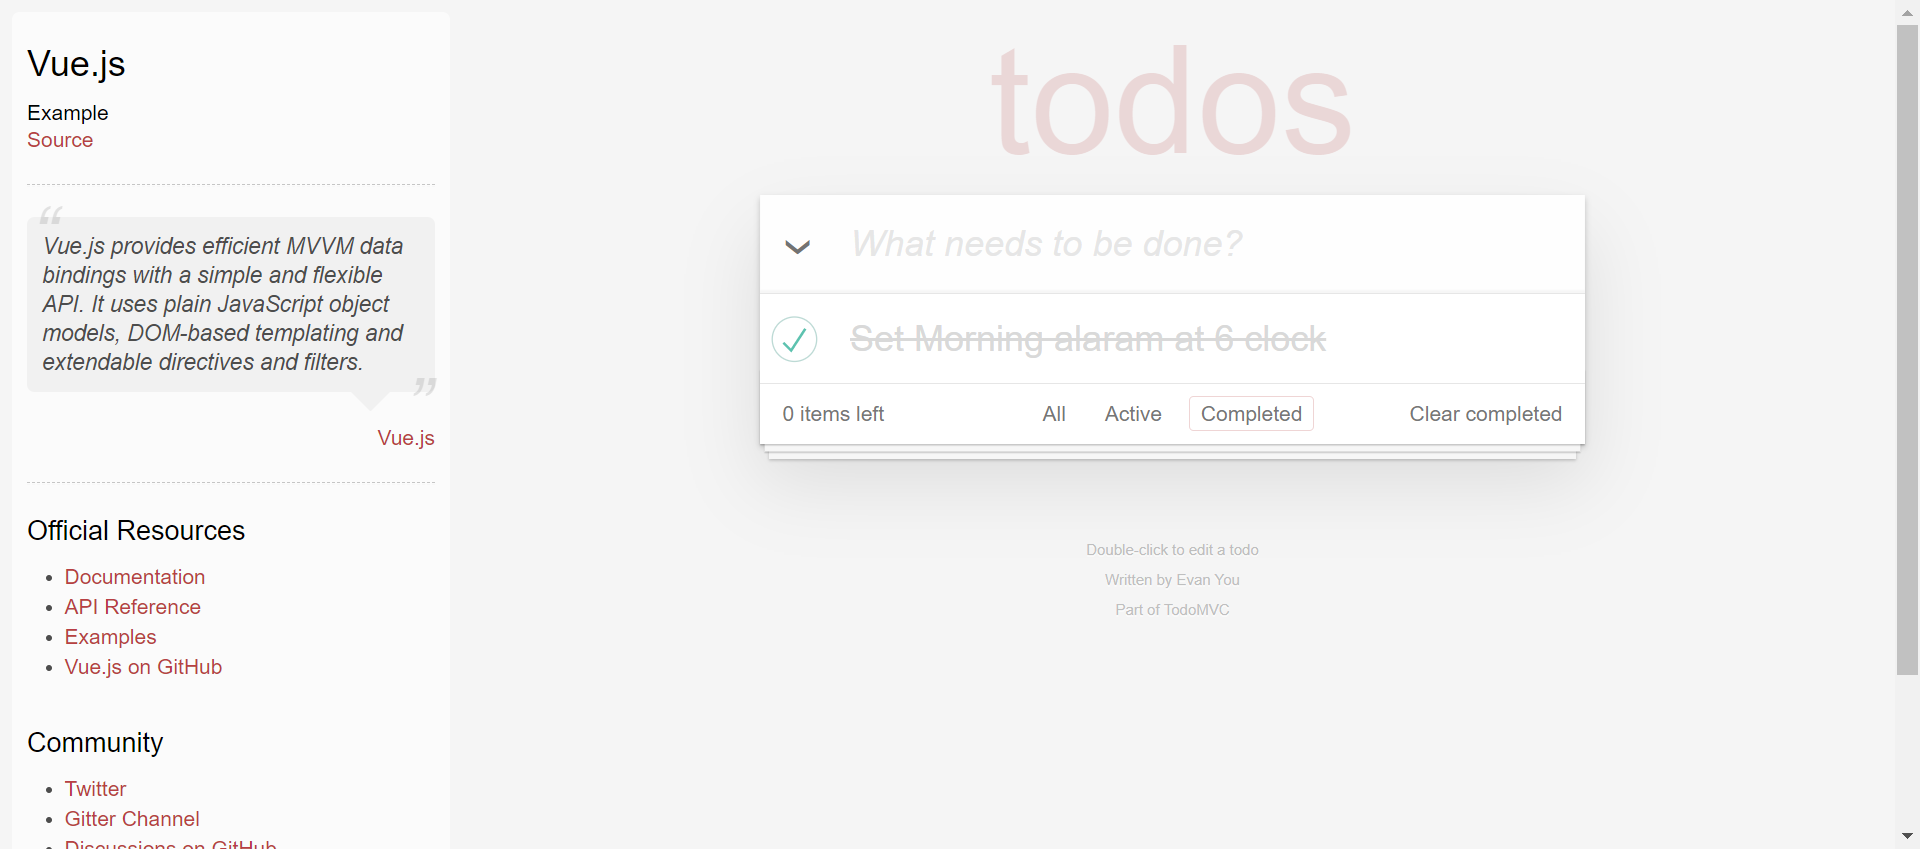 Vue.js
Example
Source
“
Vue.js provides efficient MVVM data
bindings with a simple and flexible
API. It uses plain JavaScript object
models, DOM-based templating and
extendable directives and filters.
”
Vue.js
Official Resources
• Documentation
• API Reference
• Examples
• Vue.js on GitHub
Community
• Twitter
• Gitter Channel
• Discussions on GitHub
todos
What needs to be done?
Set Morning alaram at 6 clock
0 items left
All
Active
Completed
Clear completed
Double-click to edit a todo
Written by Evan You
Part of TodoMVC